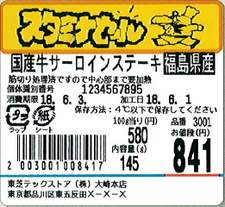 スタミナセール
国産牛サーロインステーキ 福島県産
筋切り処理済ですので中心部まで要加熱
個体識別番号 1234567895
消費期限 18. 6. 3. 加工日 18. 6. 1
保存方法：4℃以下で保存してください
プラ ラップ 紙 シート
100g当り(円) 580
品番 3001
内容量(g) 145
お値段(円) 841
2 003001 008417
東芝テックストア (株) 大崎本店
東京都品川区東五反田X-X-X